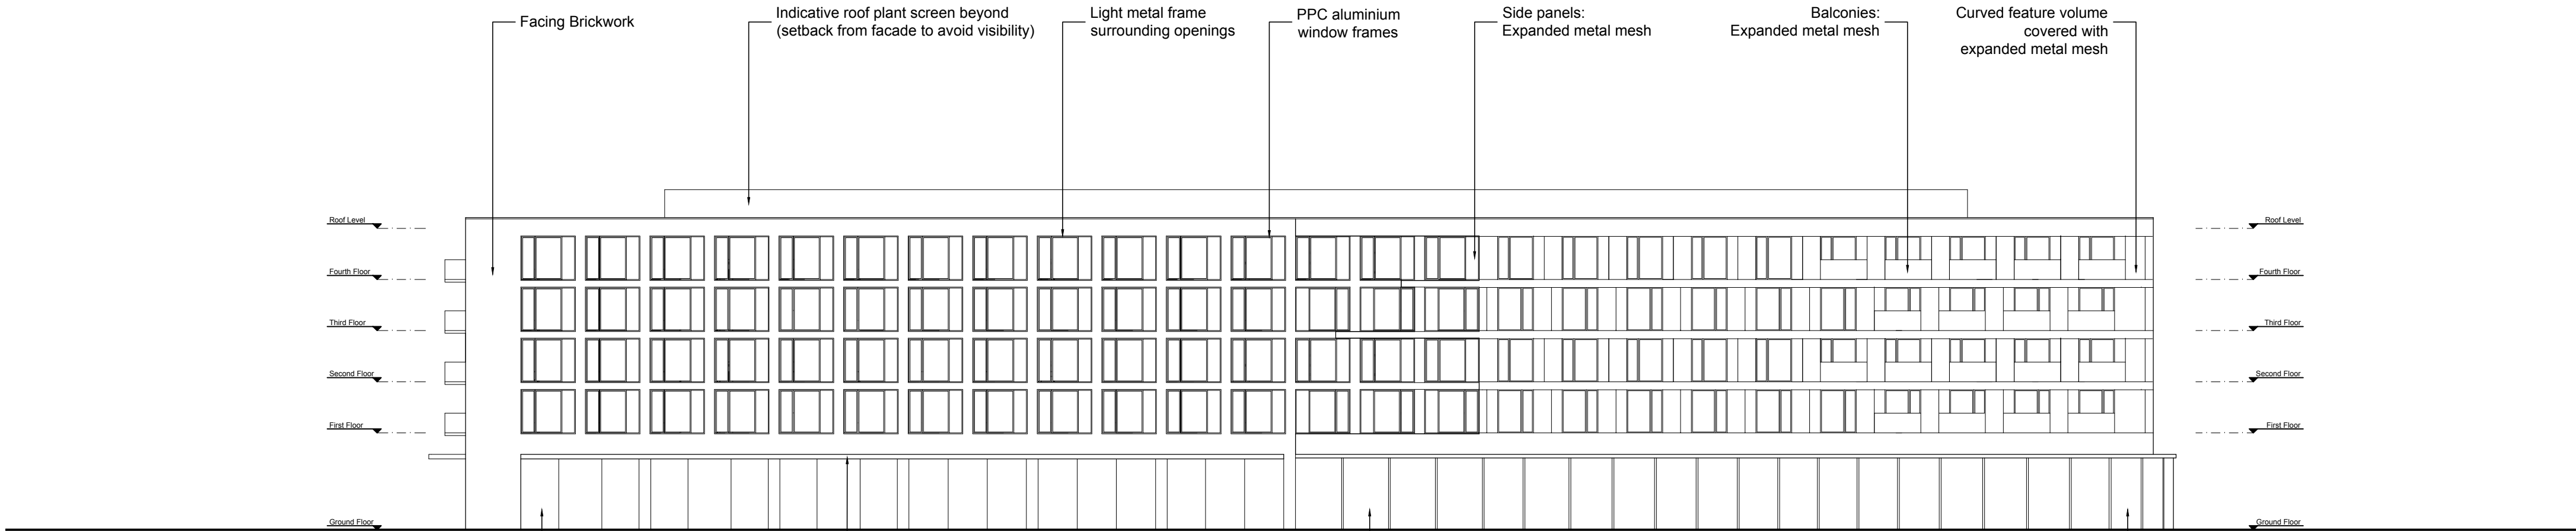 Facing Brickwork
Indicative roof plant screen beyond
(setback from facade to avoid visibility)
Light metal frame
surrounding openings
PPC aluminium
window frames
Side panels:
Expanded metal mesh
Balconies:
Expanded metal mesh
Curved feature volume
covered with
expanded metal mesh
Roof Level
Roof Level
Fourth Floor
Fourth Floor
Third Floor
Third Floor
Second Floor
Second Floor
First Floor
First Floor
Ground Floor
Ground Floor